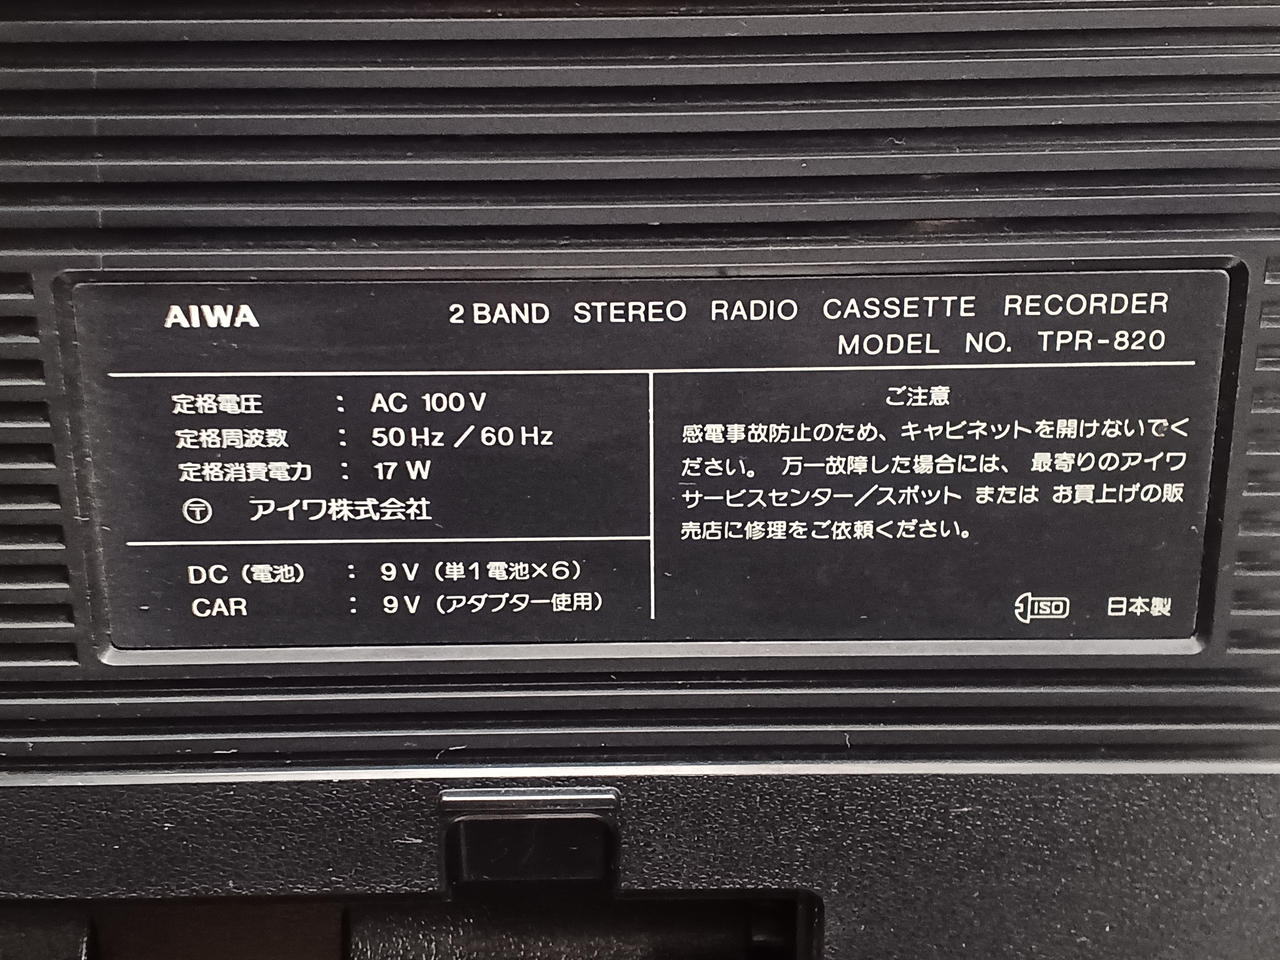 AIWA
2 BAND STEREO RADIO CASSETTE RECORDER
MODEL NO. TPR-820
定格電圧 : AC 100V
定格周波数 : 50Hz/60Hz
定格消費電力 : 17W
〶 アイワ株式会社
DC (電池) : 9V (単1電池×6)
CAR : 9V (アダプター使用)
ご注意
感電事故防止のため、キャビネットを開けないでく
ださい。 万一故障した場合には、 最寄りのアイワ
サービスセンター/スポット または お買上げの販
売店に修理をご依頼ください。
ISO 日本製